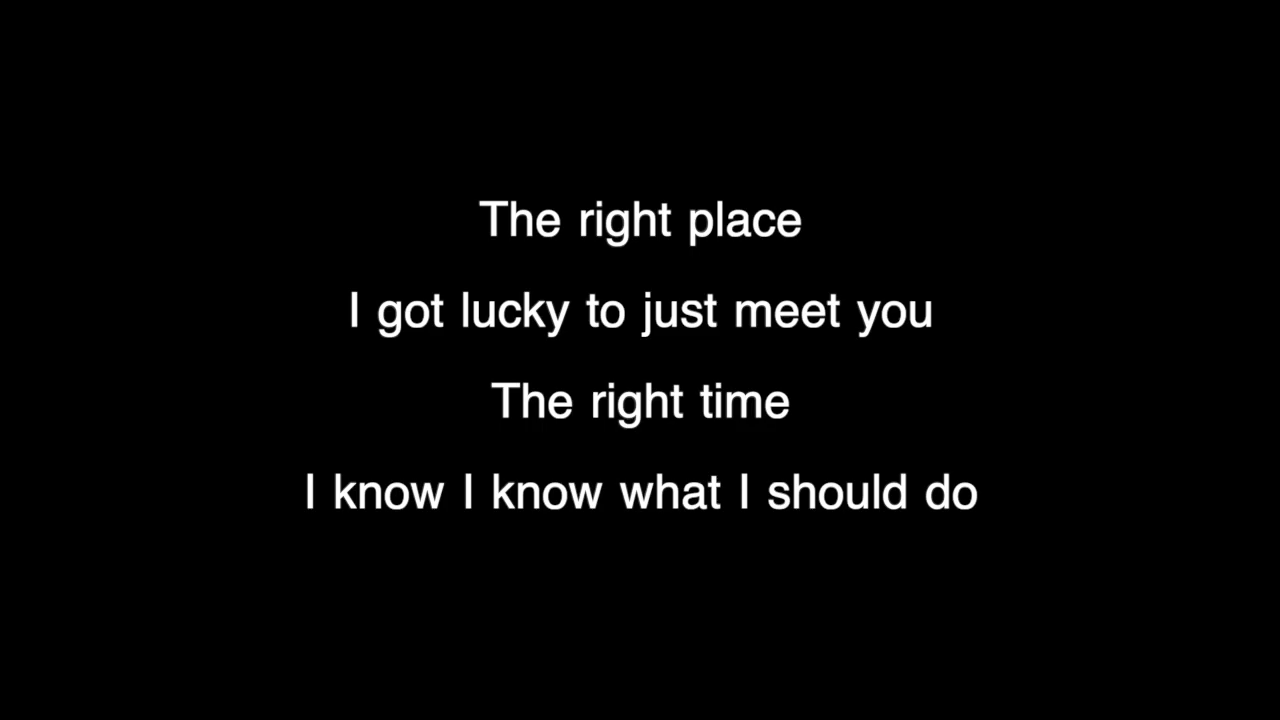 The right place
I got lucky to just meet you
The right time
I know I know what I should do